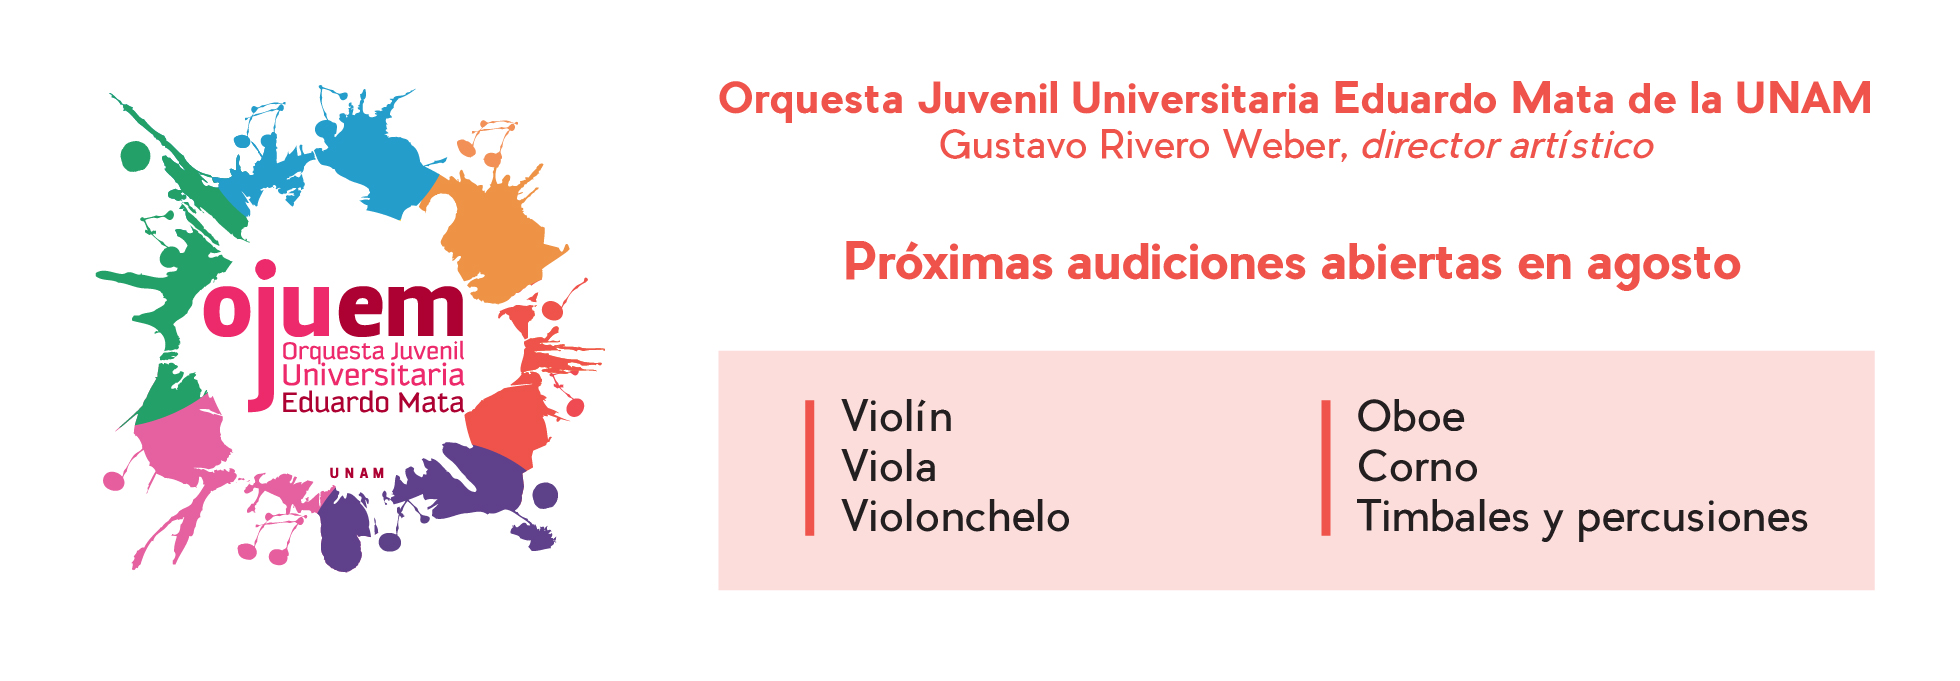 ojuem
Orquesta Juvenil
Universitaria
Eduardo Mata
UNAM
Orquesta Juvenil Universitaria Eduardo Mata de la UNAM
Gustavo Rivero Weber, director artístico
Próximas audiciones abiertas en agosto
Violín
Viola
Violonchelo
Oboe
Corno
Timbales y percusiones